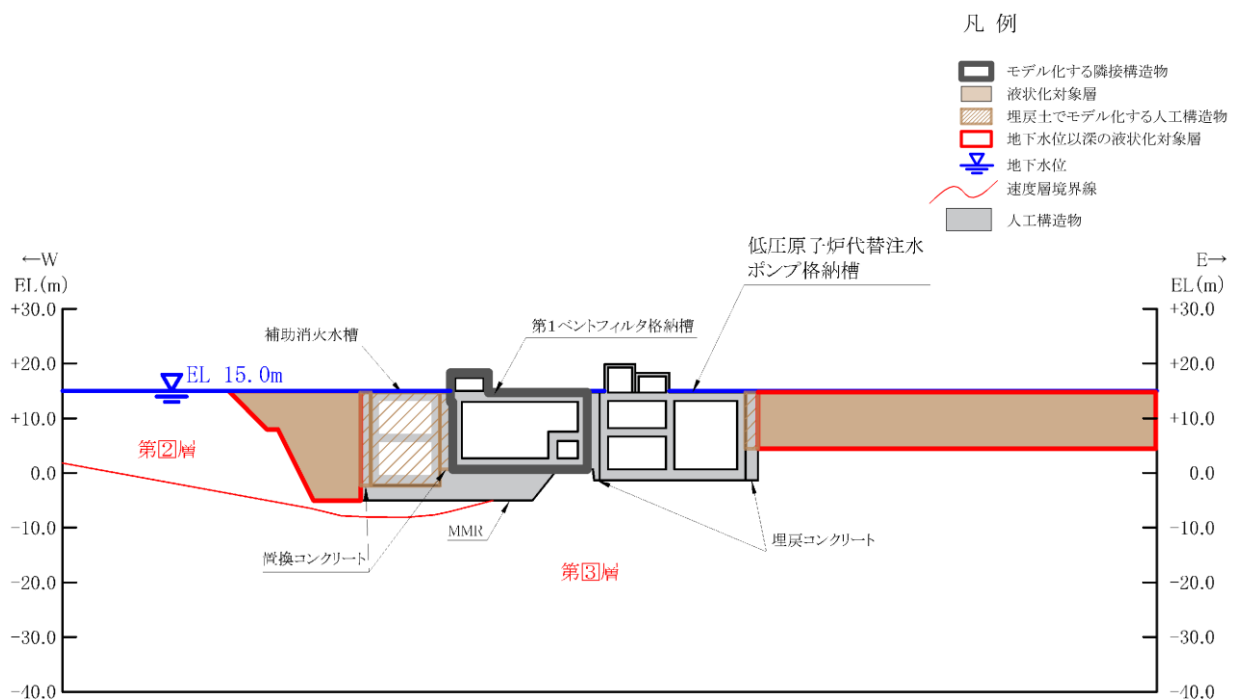 凡 例
モデル化する隣接構造物
液状化対象層
埋戻土でモデル化する人工構造物
地下水位以深の液状化対象層
地下水位
速度層境界線
人工構造物
←W
EL(m)
E→
EL(m)
低圧原子炉代替注水
ポンプ格納槽
第1ベントフィルタ格納槽
補助消火水槽
EL 15.0m
+30.0
+20.0
+10.0
0.0
-10.0
-20.0
-30.0
-40.0
+30.0
+20.0
+10.0
0.0
-10.0
-20.0
-30.0
-40.0
第2層
MMR
置換コンクリート
埋戻コンクリート
第3層